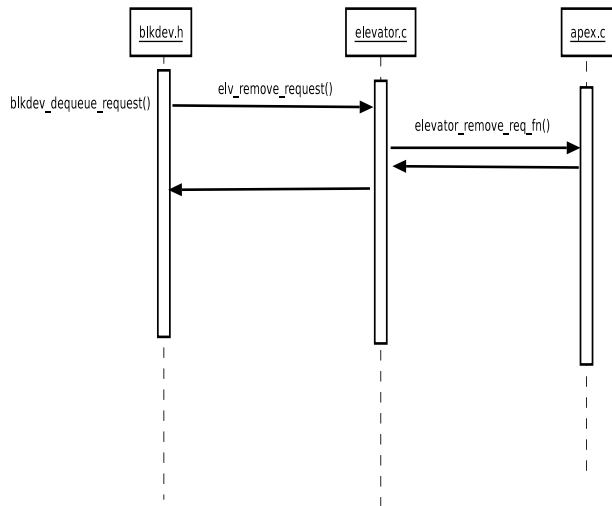 blkdev.h
elevator.c
apex.c
elv_remove_request()
blkdev_dequeue_request()
elevator_remove_req_fn()